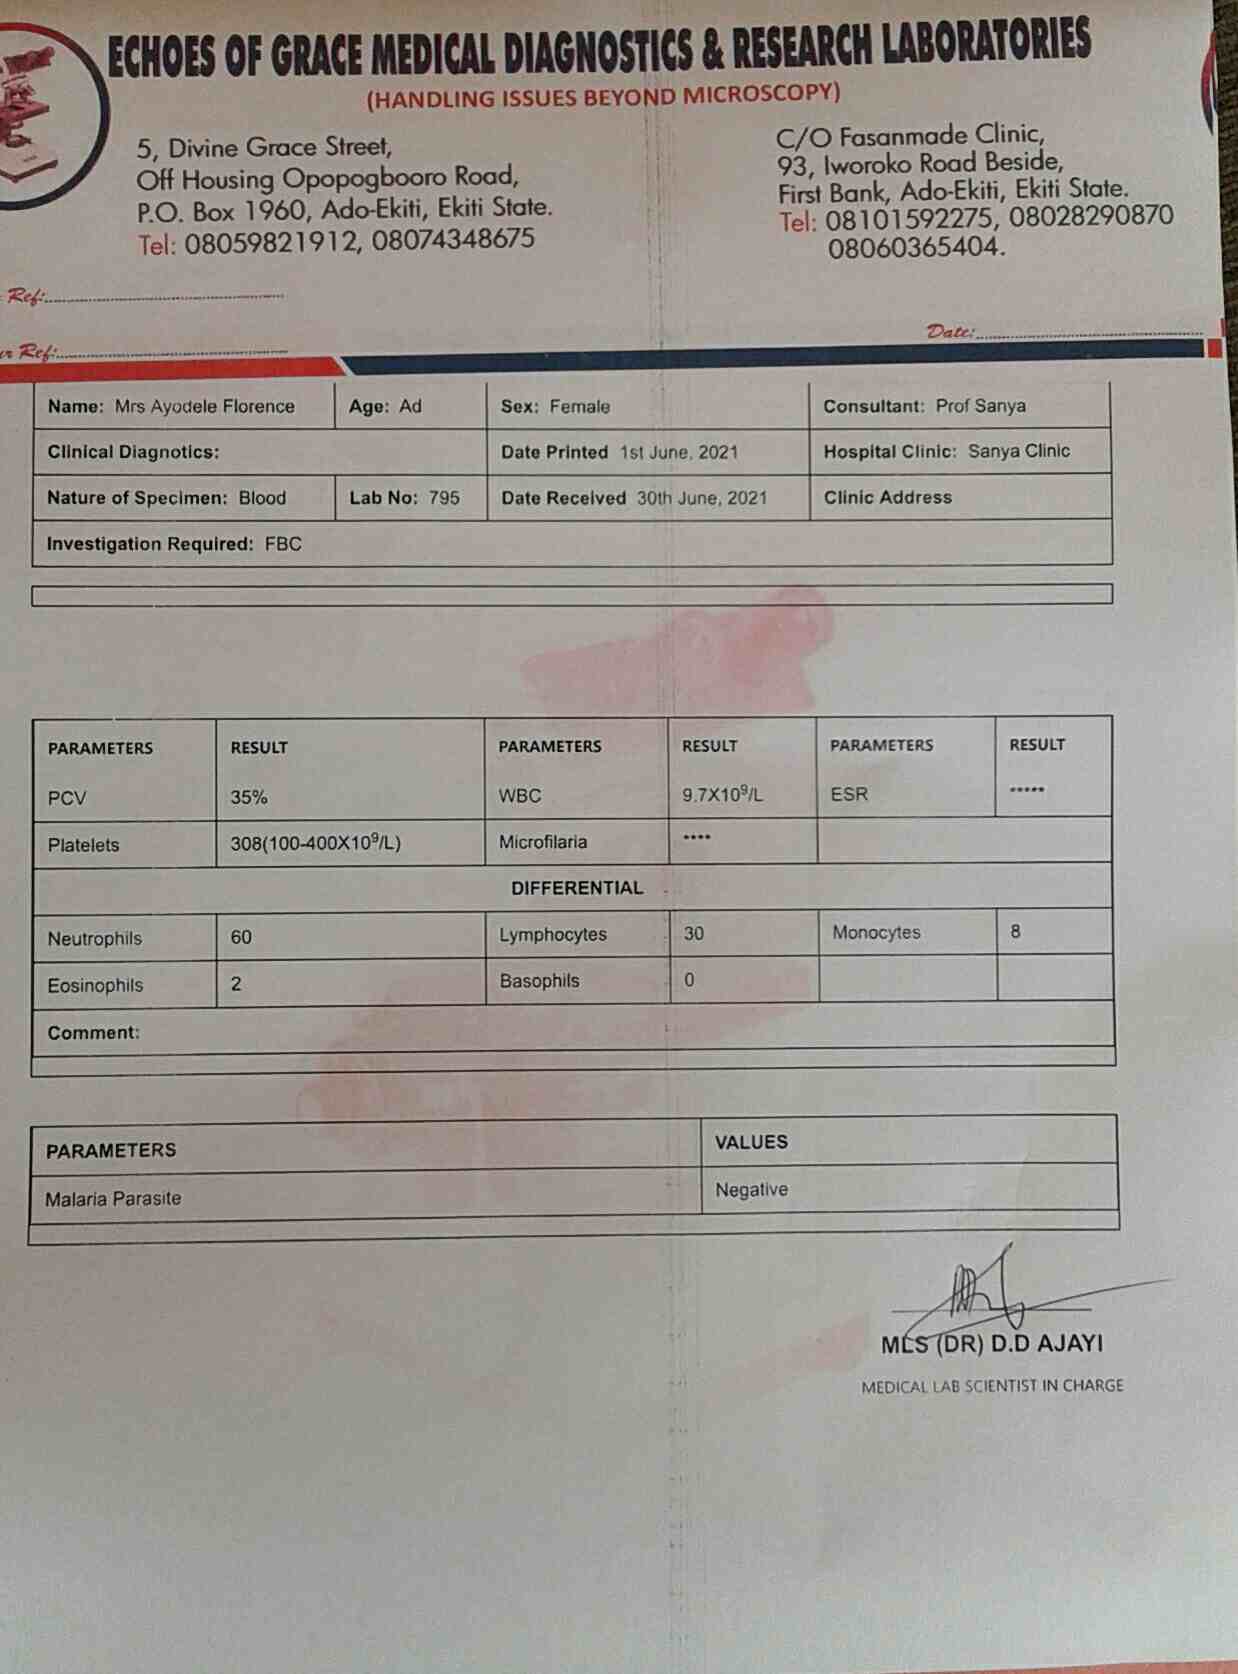 ECHOES OF GRACE MEDICAL DIAGNOSTICS & RESEARCH LABORATORIES
(HANDLING ISSUES BEYOND MICROSCOPY)
5, Divine Grace Street,
Off Housing Opopogbooro Road,
P.O. Box 1960, Ado-Ekiti, Ekiti State.
Tel: 08059821912, 08074348675
C/O Fasanmade Clinic,
93, Iworoko Road Beside,
First Bank, Ado-Ekiti, Ekiti State.
Tel: 08101592275, 08028290870
08060365404.
Ref:
Ref:
Date:
Name: Mrs Ayodele Florence Age: Ad Sex: Female Consultant: Prof Sanya
Clinical Diagnotics: Date Printed 1st June, 2021 Hospital Clinic: Sanya Clinic
Nature of Specimen: Blood Lab No: 795 Date Received 30th June, 2021 Clinic Address
Investigation Required: FBC
PARAMETERS RESULT PARAMETERS RESULT PARAMETERS RESULT
PCV 35% WBC 9.7X10⁹/L ESR *****
Platelets 308(100-400X10⁹/L) Microfilaria ****
DIFFERENTIAL
Neutrophils 60 Lymphocytes 30 Monocytes 8
Eosinophils 2 Basophils 0
Comment:
PARAMETERS VALUES
Malaria Parasite Negative
MLS (DR) D.D AJAYI
MEDICAL LAB SCIENTIST IN CHARGE